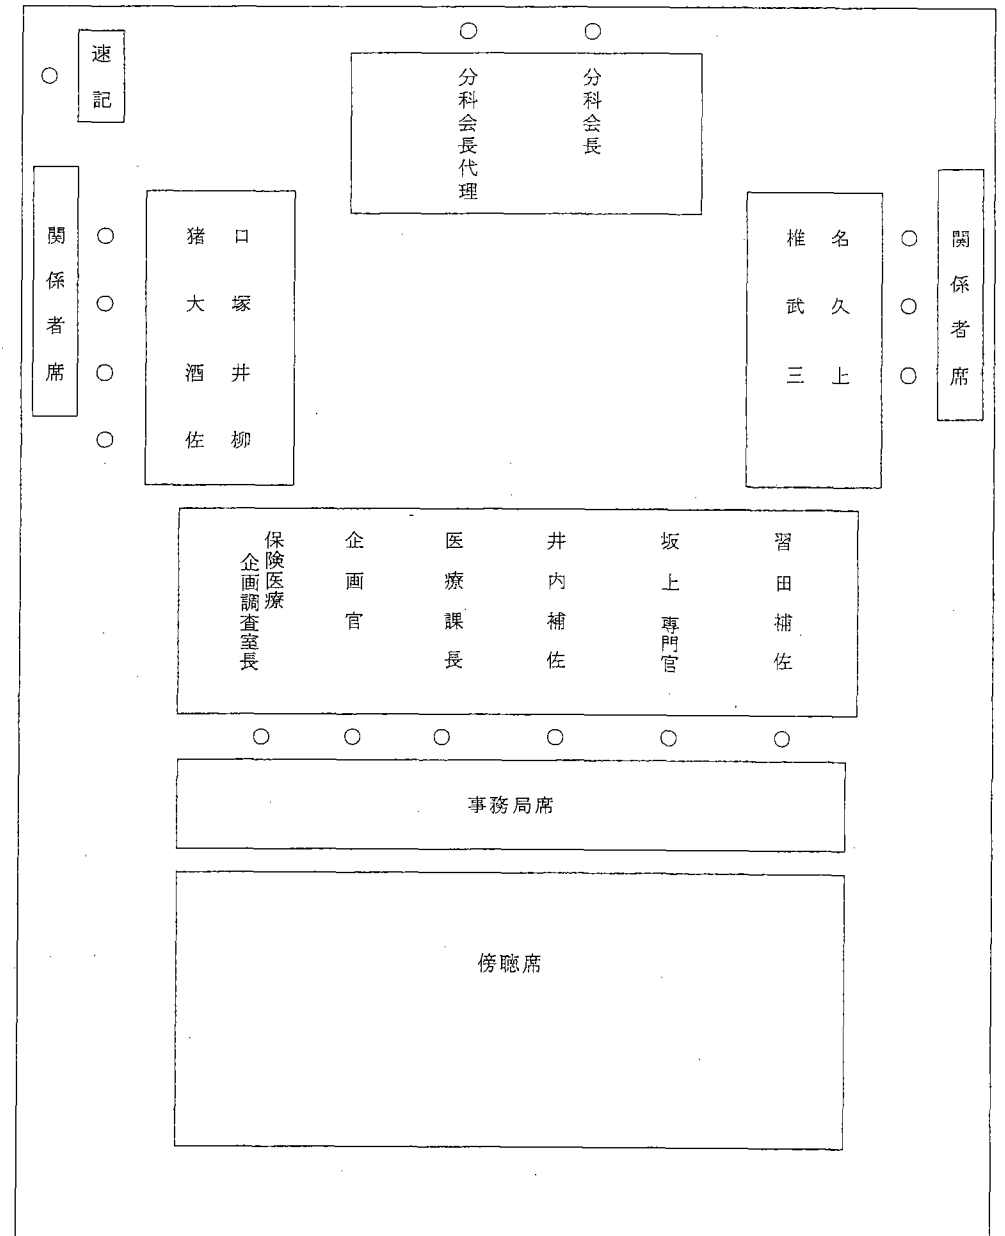 速記
分科会長代理
分科会長
関係者席
猪口
大塚
酒井
佐柳
椎名
武久
三上
関係者席
保険医療
企画調査室長
企画官
医療課長
井内補佐
坂上専門官
習田補佐
事務局席
傍聴席